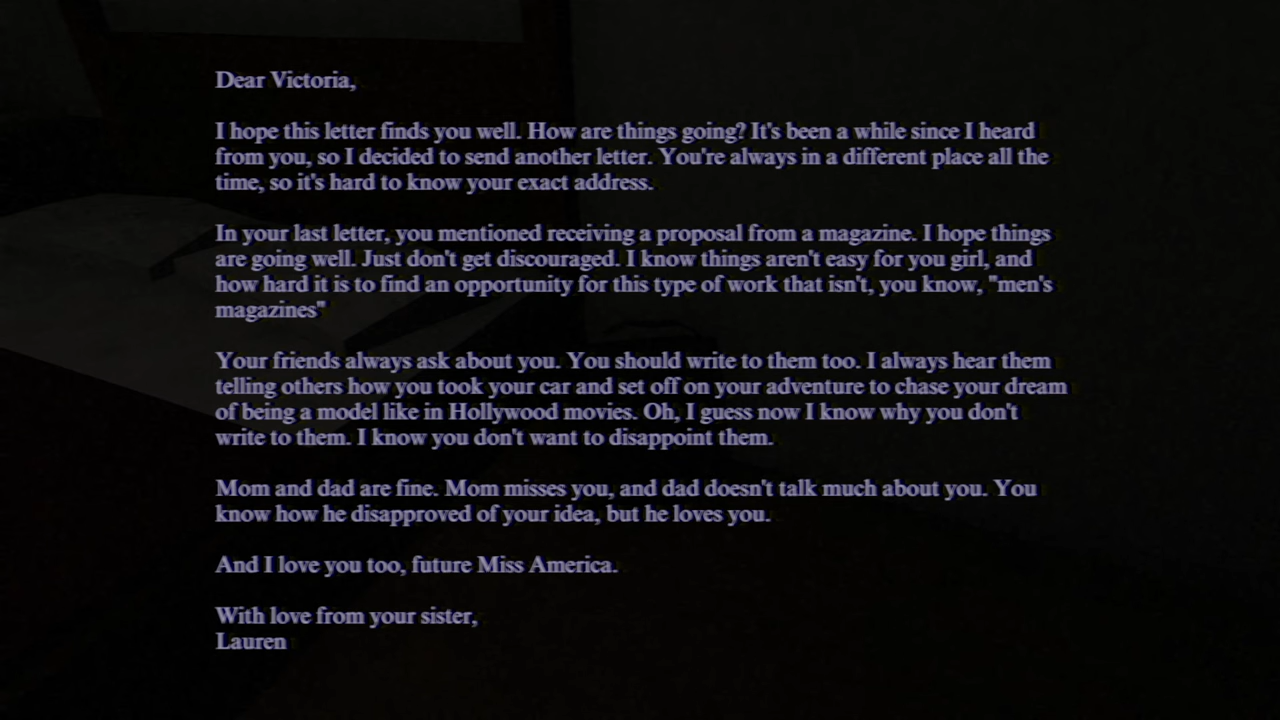 Dear Victoria,
I hope this letter finds you well. How are things going? It's been a while since I heard
from you, so I decided to send another letter. You're always in a different place all the
time, so it's hard to know your exact address.
In your last letter, you mentioned receiving a proposal from a magazine. I hope things
are going well. Just don't get discouraged. I know things aren't easy for you girl, and
how hard it is to find an opportunity for this type of work that isn't, you know, "men's
magazines"
Your friends always ask about you. You should write to them too. I always hear them
telling others how you took your car and set off on your adventure to chase your dream
of being a model like in Hollywood movies. Oh, I guess now I know why you don't
write to them. I know you don't want to disappoint them.
Mom and dad are fine. Mom misses you, and dad doesn't talk much about you. You
know how he disapproved of your idea, but he loves you.
And I love you too, future Miss America.
With love from your sister,
Lauren